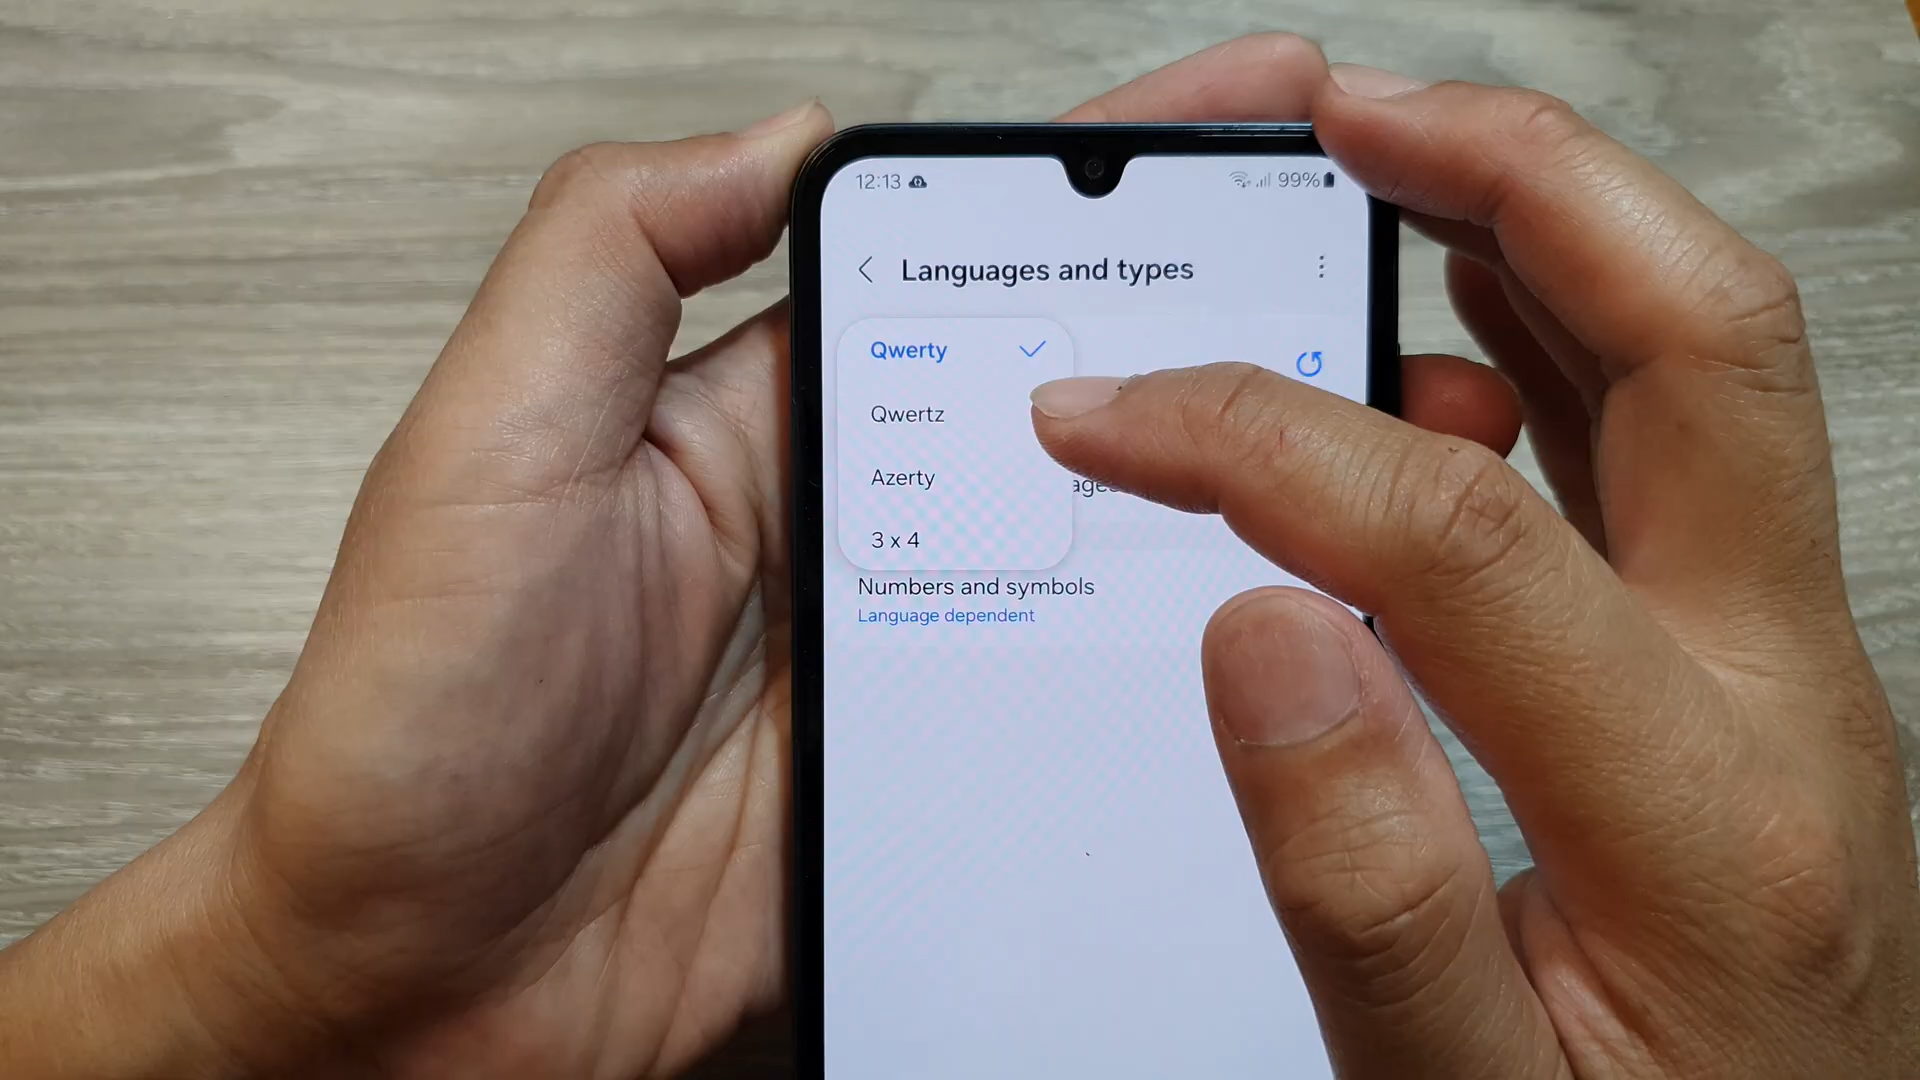 12:13 99%
Languages and types
Qwerty
Qwertz
Azerty
3 x 4
Numbers and symbols
Language dependent